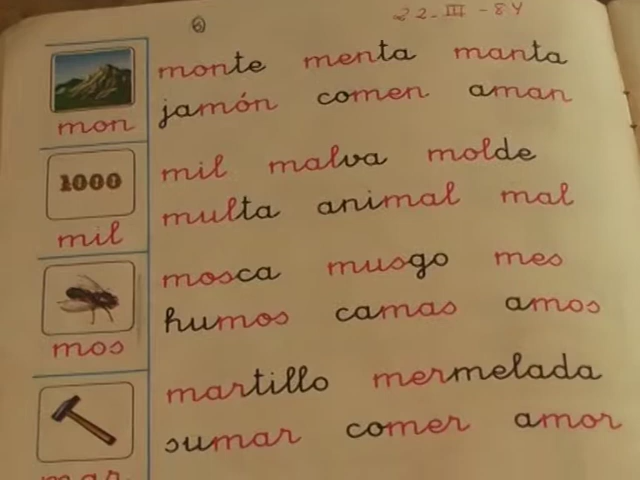 6 22-III-84
monte menta manta
jamón comen aman
mon
mil malva molde
1000
multa animal mal
mil
mosca musgo mes
humos camas amos
mos
martillo mermelada
sumar comer amor
mar